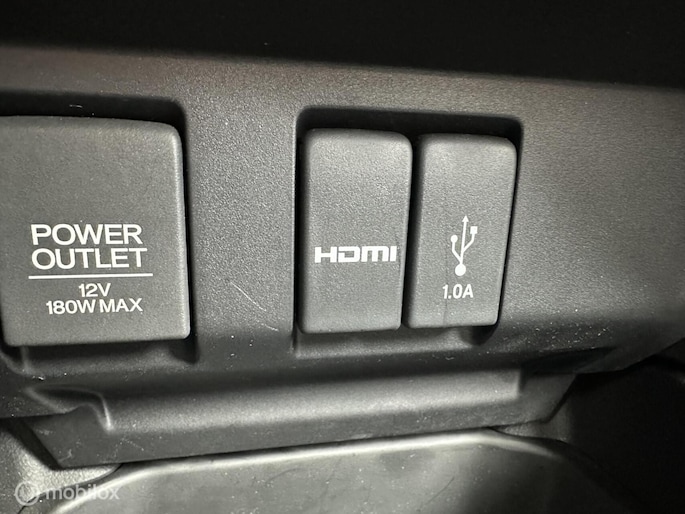 POWER
OUTLET
12V
180W MAX
HDMI
1.0A
mobilox